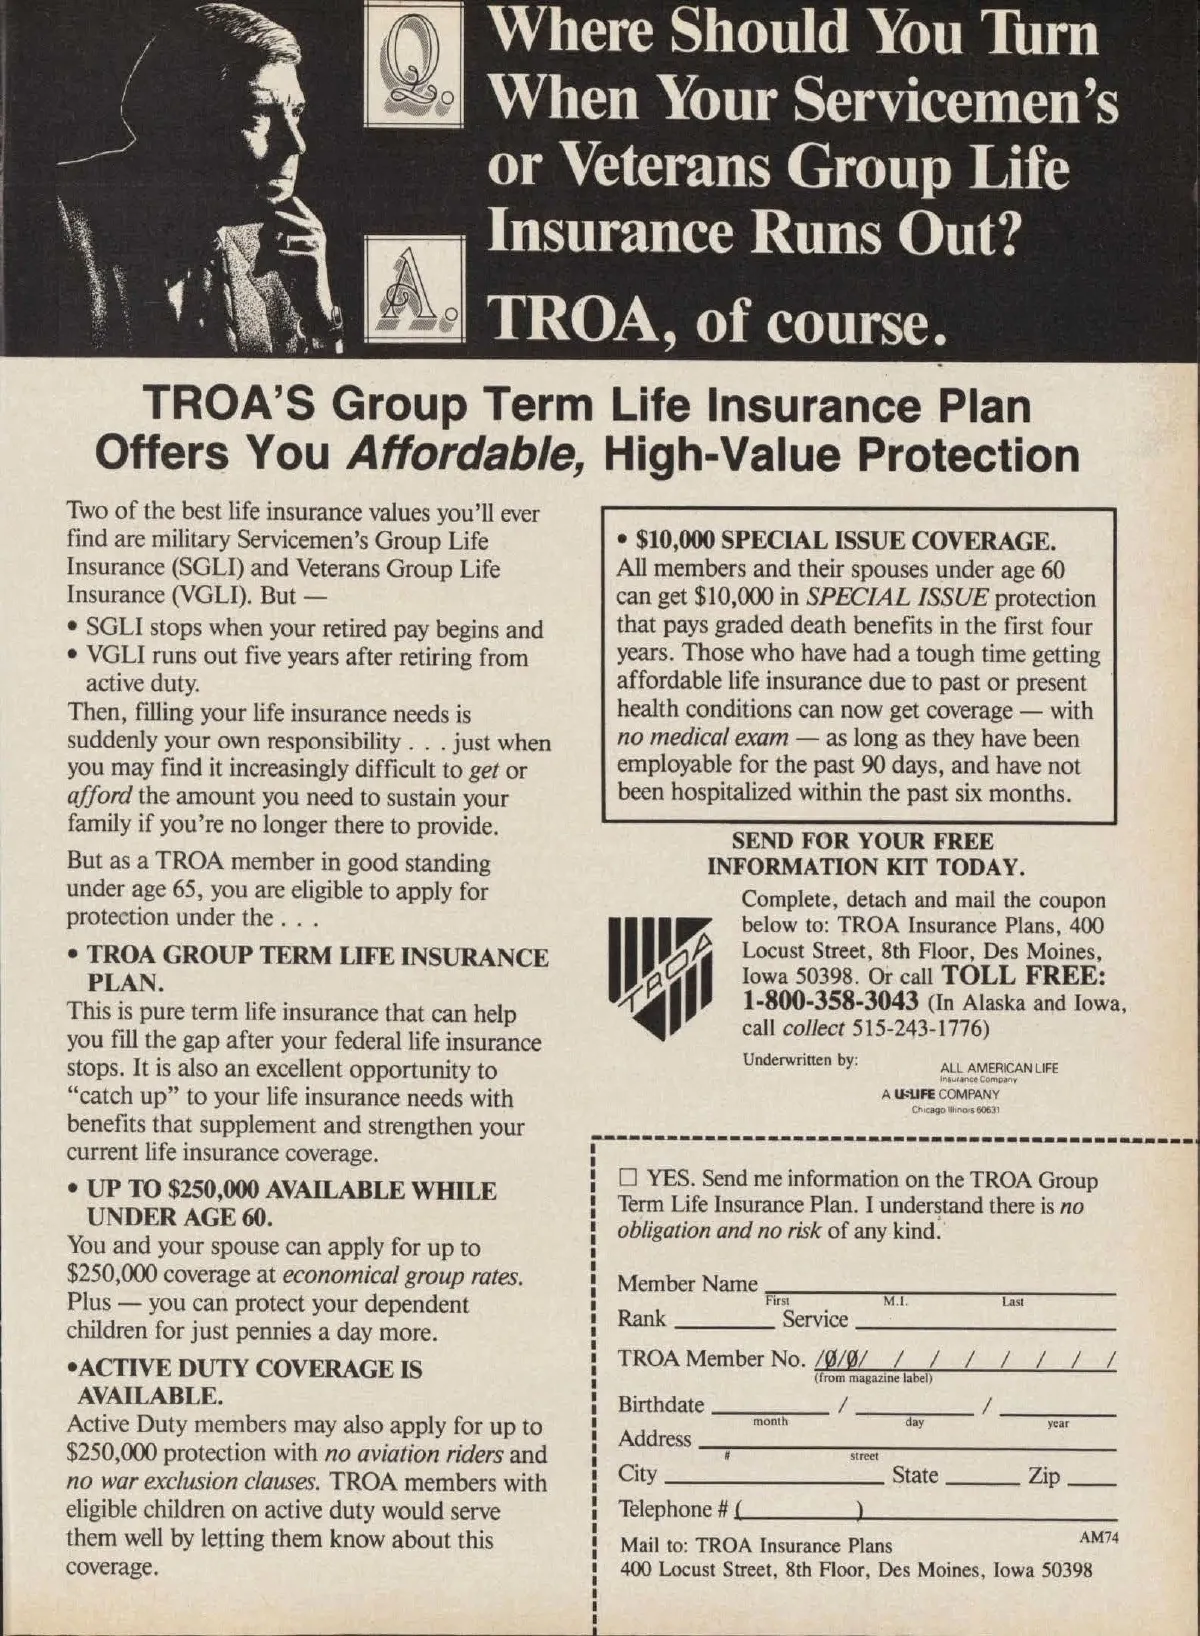 Q.
Where Should You Turn
When Your Servicemen's
or Veterans Group Life
Insurance Runs Out?
A.
TROA, of course.
TROA'S Group Term Life Insurance Plan
Offers You Affordable, High-Value Protection
Two of the best life insurance values you'll ever
find are military Servicemen's Group Life
Insurance (SGLI) and Veterans Group Life
Insurance (VGLI). But —
• SGLI stops when your retired pay begins and
• VGLI runs out five years after retiring from
active duty.
Then, filling your life insurance needs is
suddenly your own responsibility . . . just when
you may find it increasingly difficult to get or
afford the amount you need to sustain your
family if you're no longer there to provide.
But as a TROA member in good standing
under age 65, you are eligible to apply for
protection under the . . .
• TROA GROUP TERM LIFE INSURANCE
PLAN.
This is pure term life insurance that can help
you fill the gap after your federal life insurance
stops. It is also an excellent opportunity to
"catch up" to your life insurance needs with
benefits that supplement and strengthen your
current life insurance coverage.
• UP TO $250,000 AVAILABLE WHILE
UNDER AGE 60.
You and your spouse can apply for up to
$250,000 coverage at economical group rates.
Plus — you can protect your dependent
children for just pennies a day more.
•ACTIVE DUTY COVERAGE IS
AVAILABLE.
Active Duty members may also apply for up to
$250,000 protection with no aviation riders and
no war exclusion clauses. TROA members with
eligible children on active duty would serve
them well by letting them know about this
coverage.
• $10,000 SPECIAL ISSUE COVERAGE.
All members and their spouses under age 60
can get $10,000 in SPECIAL ISSUE protection
that pays graded death benefits in the first four
years. Those who have had a tough time getting
affordable life insurance due to past or present
health conditions can now get coverage — with
no medical exam — as long as they have been
employable for the past 90 days, and have not
been hospitalized within the past six months.
SEND FOR YOUR FREE
INFORMATION KIT TODAY.
TROA
Complete, detach and mail the coupon
below to: TROA Insurance Plans, 400
Locust Street, 8th Floor, Des Moines,
Iowa 50398. Or call TOLL FREE:
1-800-358-3043 (In Alaska and Iowa,
call collect 515-243-1776)
Underwritten by:
ALL AMERICAN LIFE
Insurance Company
A USLIFE COMPANY
Chicago Illinois 60631
☐ YES. Send me information on the TROA Group
Term Life Insurance Plan. I understand there is no
obligation and no risk of any kind.
Member Name
First M.I. Last
Rank Service
TROA Member No. /Ø/Ø/ / / / / / / /
(from magazine label)
Birthdate / /
month day year
Address
# street
City State Zip
Telephone # ( )
Mail to: TROA Insurance Plans AM74
400 Locust Street, 8th Floor, Des Moines, Iowa 50398